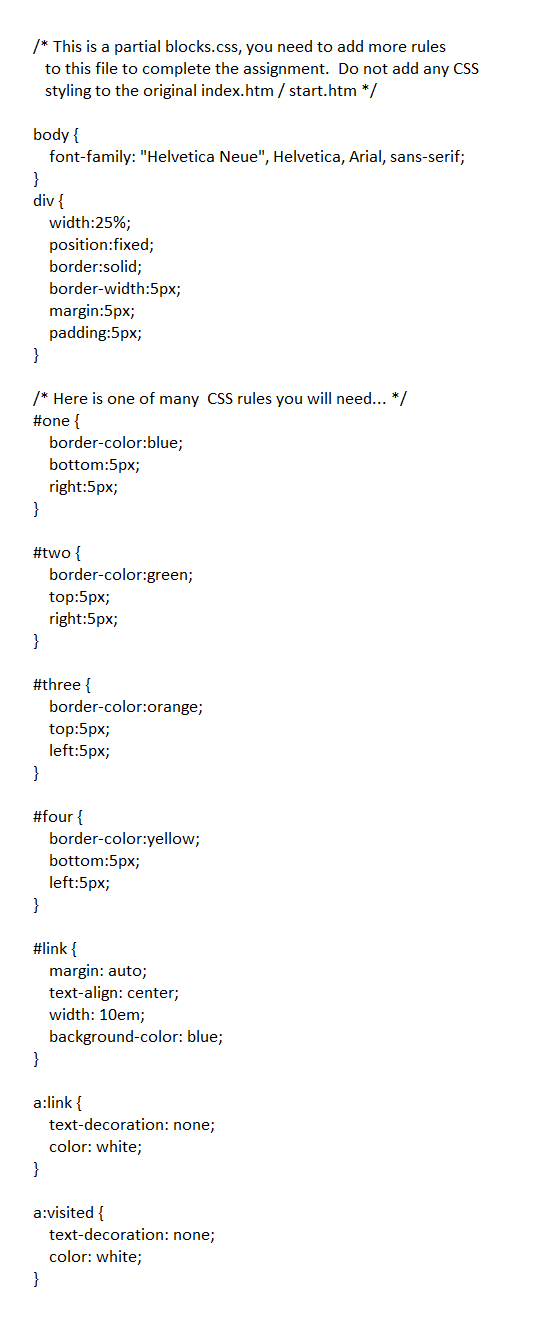 /* This is a partial blocks.css, you need to add more rules
   to this file to complete the assignment.  Do not add any CSS
   styling to the original index.htm / start.htm */

body {
    font-family: "Helvetica Neue", Helvetica, Arial, sans-serif;
}
div {
    width:25%;
    position:fixed;
    border:solid;
    border-width:5px;
    margin:5px;
    padding:5px;
}

/* Here is one of many  CSS rules you will need... */
#one {
    border-color:blue;
    bottom:5px;
    right:5px;
}

#two {
    border-color:green;
    top:5px;
    right:5px;
}

#three {
    border-color:orange;
    top:5px;
    left:5px;
}

#four {
    border-color:yellow;
    bottom:5px;
    left:5px;
}

#link {
    margin: auto;
    text-align: center;
    width: 10em;
    background-color: blue;
}

a:link {
    text-decoration: none;
    color: white;
}

a:visited {
    text-decoration: none;
    color: white;
}